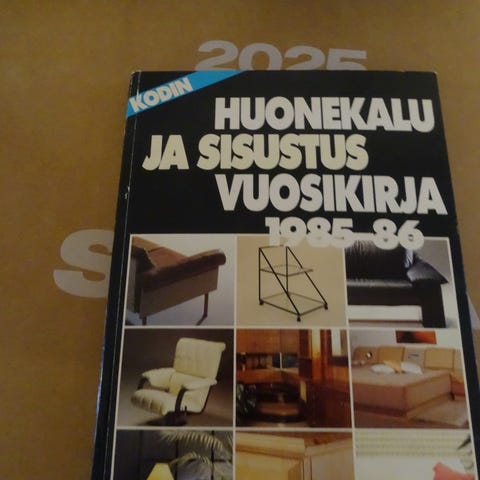 2025
KODIN
HUONEKALU
JA SISUSTUS
VUOSIKIRJA
1985-86
S